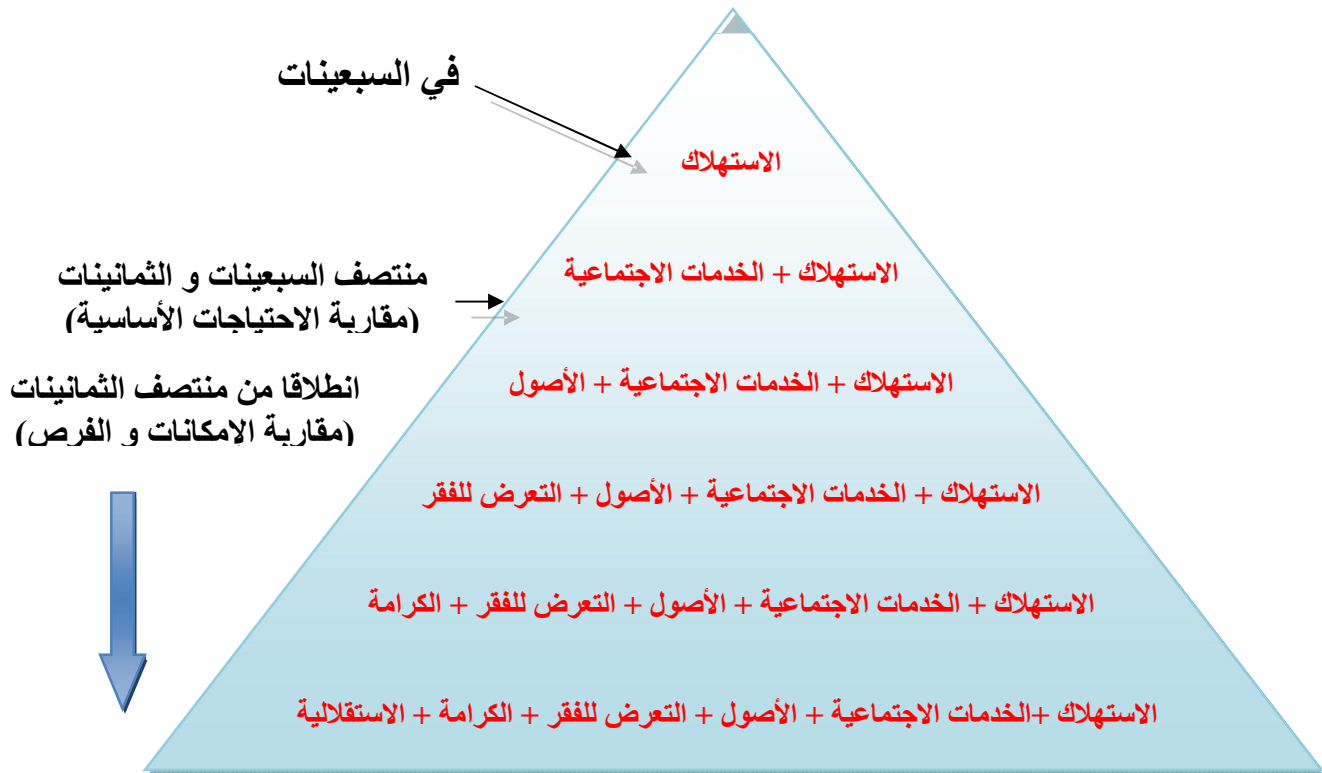 في السبعينات
الاستهلاك
منتصف السبعينات و الثمانينات
(مقاربة الاحتياجات الأساسية)
الاستهلاك + الخدمات الاجتماعية
انطلاقا من منتصف الثمانينات
(مقاربة الإمكانات و الفرص)
الاستهلاك + الخدمات الاجتماعية + الأصول
الاستهلاك + الخدمات الاجتماعية + الأصول + التعرض للفقر
الاستهلاك + الخدمات الاجتماعية + الأصول + التعرض للفقر + الكرامة
الاستهلاك +الخدمات الاجتماعية + الأصول + التعرض للفقر + الكرامة + الاستقلالية